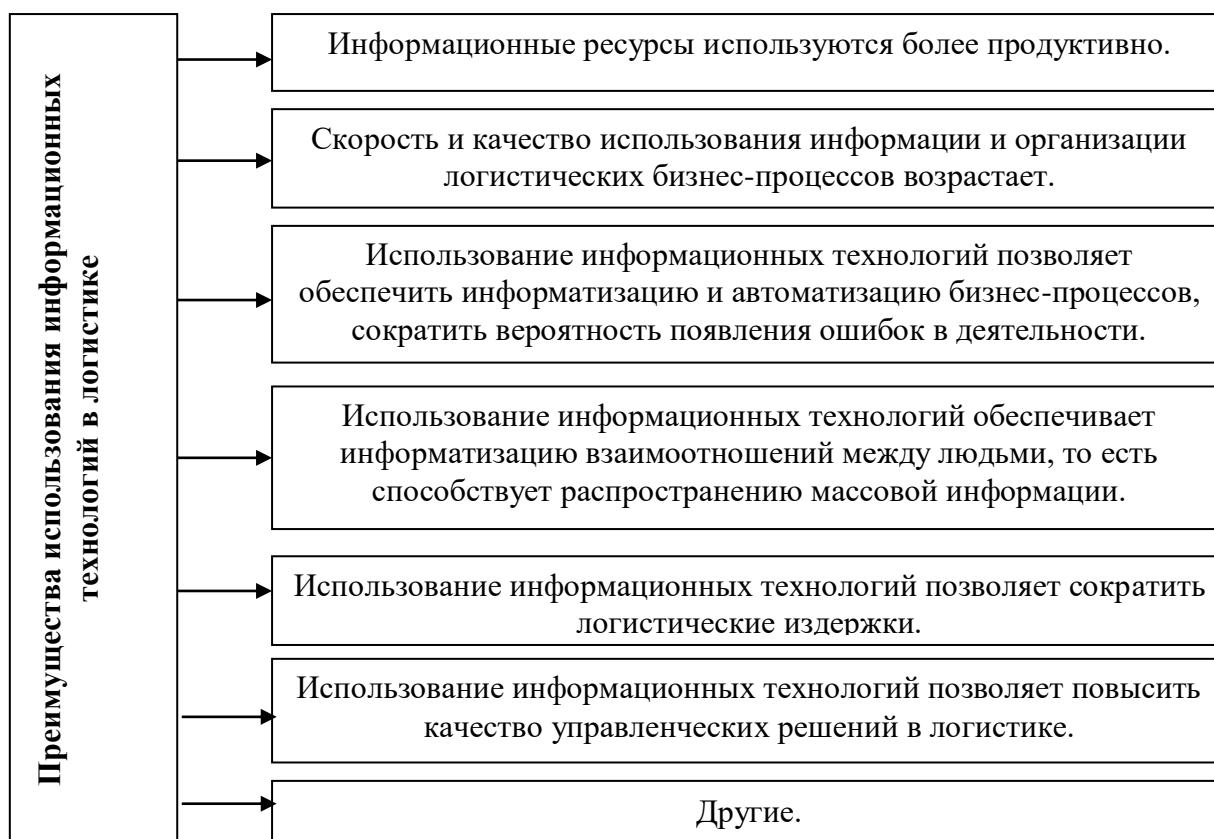 Преимущества использования информационных
технологий в логистике
Информационные ресурсы используются более продуктивно.
Скорость и качество использования информации и организации
логистических бизнес-процессов возрастает.
Использование информационных технологий позволяет
обеспечить информатизацию и автоматизацию бизнес-процессов,
сократить вероятность появления ошибок в деятельности.
Использование информационных технологий обеспечивает
информатизацию взаимоотношений между людьми, то есть
способствует распространению массовой информации.
Использование информационных технологий позволяет сократить
логистические издержки.
Использование информационных технологий позволяет повысить
качество управленческих решений в логистике.
Другие.